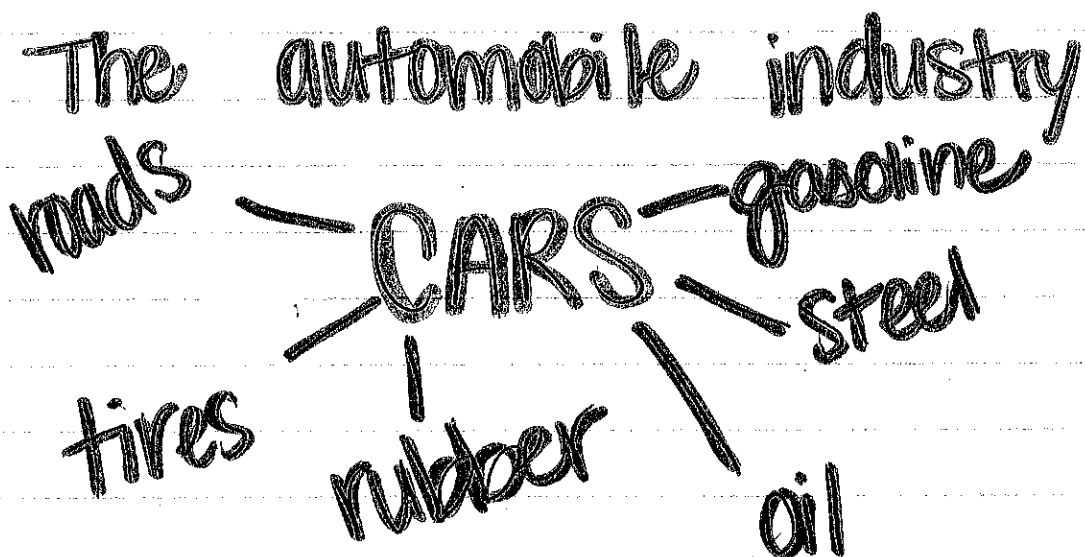 The automobile industry
roads
gasoline
CARS
steel
tires
rubber
oil